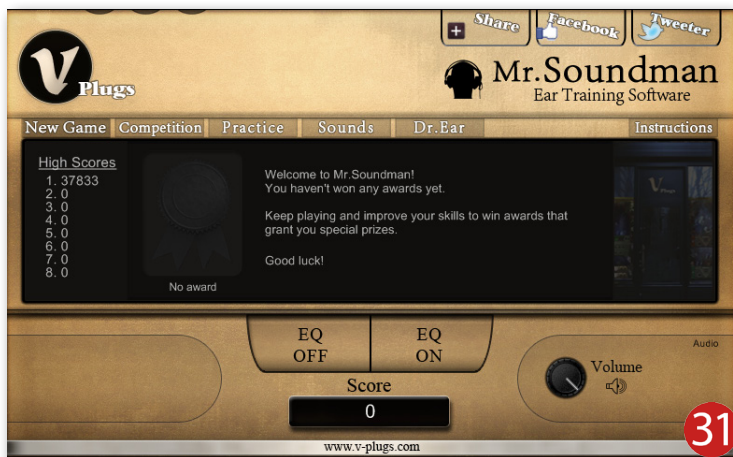 Share
Facebook
Tweeter
V
Plugs
Mr.Soundman
Ear Training Software
New Game Competition Practice Sounds Dr.Ear Instructions
High Scores
1. 37833
2. 0
3. 0
4. 0
5. 0
6. 0
7. 0
8. 0
No award
Welcome to Mr.Soundman!
You haven't won any awards yet.
Keep playing and improve your skills to win awards that
grant you special prizes.
Good luck!
V
Plugs
EQ
OFF
EQ
ON
Score
0
Audio
Volume
www.v-plugs.com
31